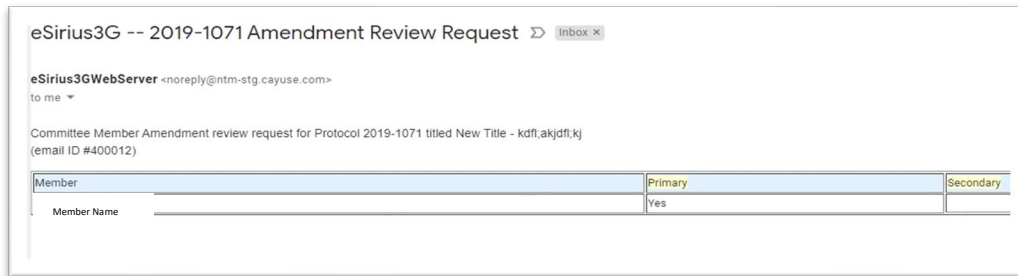 eSirius3G -- 2019-1071 Amendment Review Request Inbox ×
eSirius3GWebServer <noreply@ntm-stg.cayuse.com>
to me
Committee Member Amendment review request for Protocol 2019-1071 titled New Title - kdfl;akjdfl;kj
(email ID #400012)
Member Primary Secondary
Member Name Yes